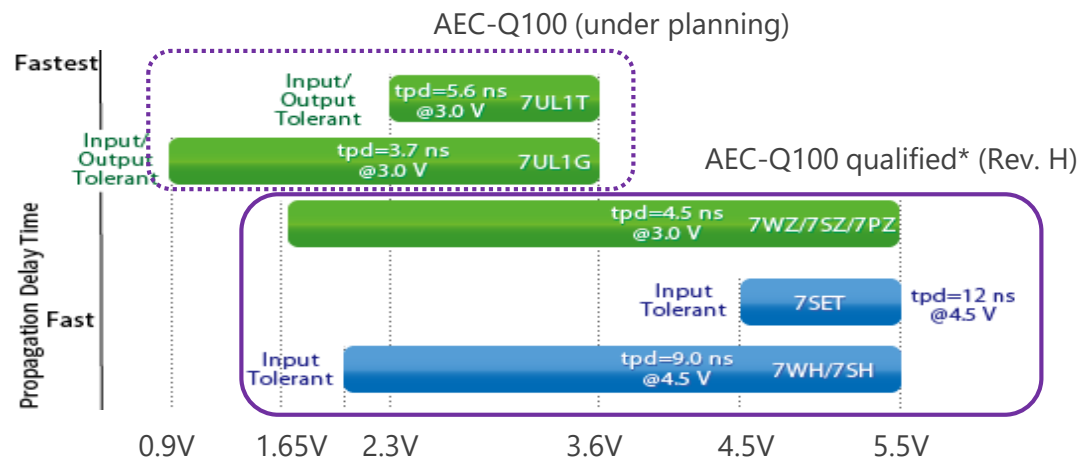 AEC-Q100 (under planning)
Fastest
Input/
Output
Tolerant
tpd=5.6 ns
@3.0 V
7UL1T
Input/
Output
Tolerant
tpd=3.7 ns
@3.0 V
7UL1G
AEC-Q100 qualified* (Rev. H)
tpd=4.5 ns
@3.0 V
7WZ/7SZ/7PZ
Propagation Delay Time
Fast
Input
Tolerant
7SET
tpd=12 ns
@4.5 V
Input
Tolerant
tpd=9.0 ns
@4.5 V
7WH/7SH
0.9V 1.65V 2.3V 3.6V 4.5V 5.5V